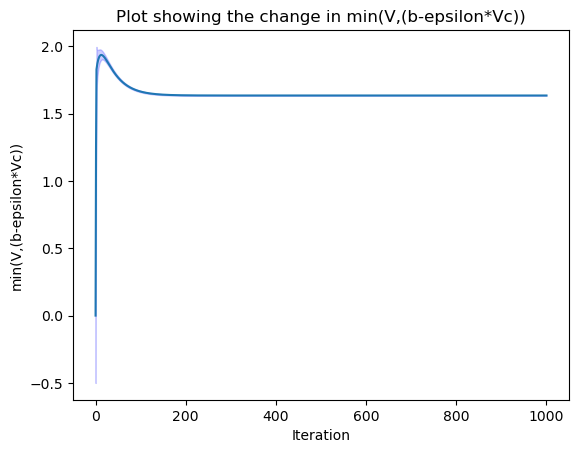 Plot showing the change in min(V,(b-epsilon*Vc))
min(V,(b-epsilon*Vc))
2.0
1.5
1.0
0.5
0.0
−0.5
0 200 400 600 800 1000
Iteration